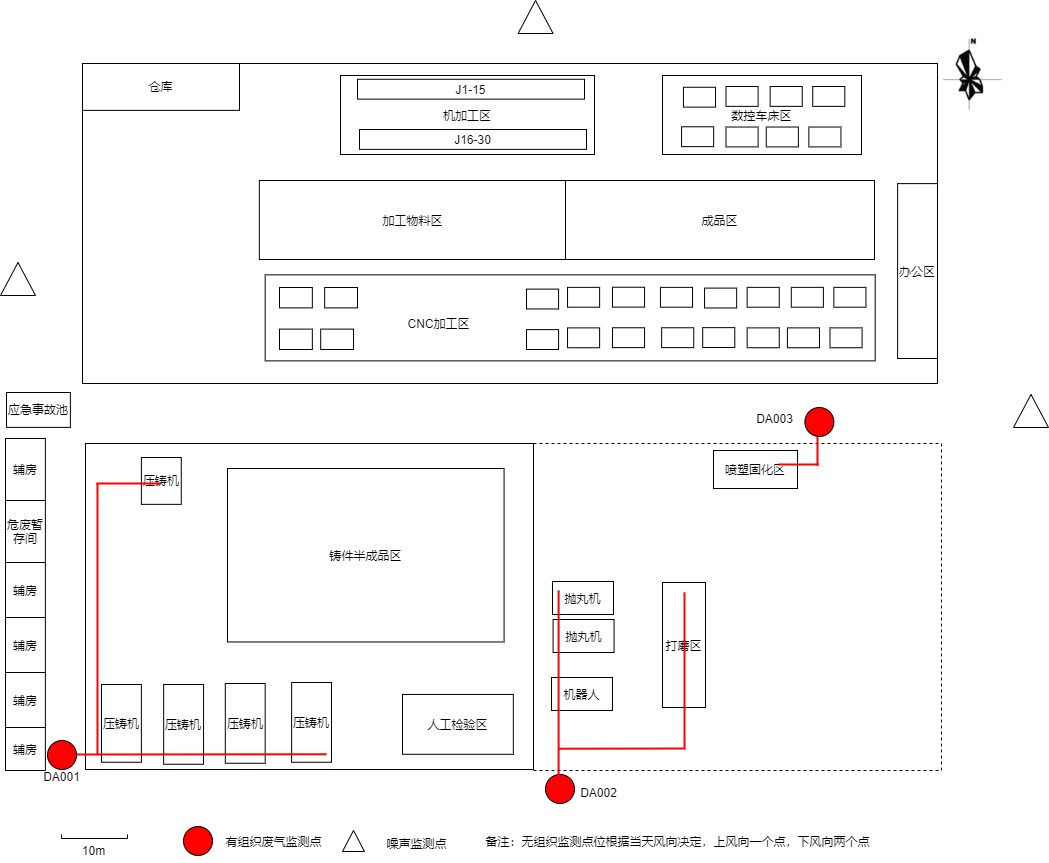 N
仓库
J1-15
机加工区
J16-30
数控车床区
加工物料区
成品区
办公区
CNC加工区
应急事故池
DA003
辅房
压铸机
喷塑固化区
危废暂
存间
铸件半成品区
辅房
抛丸机
抛丸机
打磨区
辅房
机器人
辅房
压铸机
压铸机
压铸机
压铸机
人工检验区
辅房
DA001
DA002
10m
有组织废气监测点
噪声监测点
备注：无组织监测点位根据当天风向决定，上风向一个点，下风向两个点